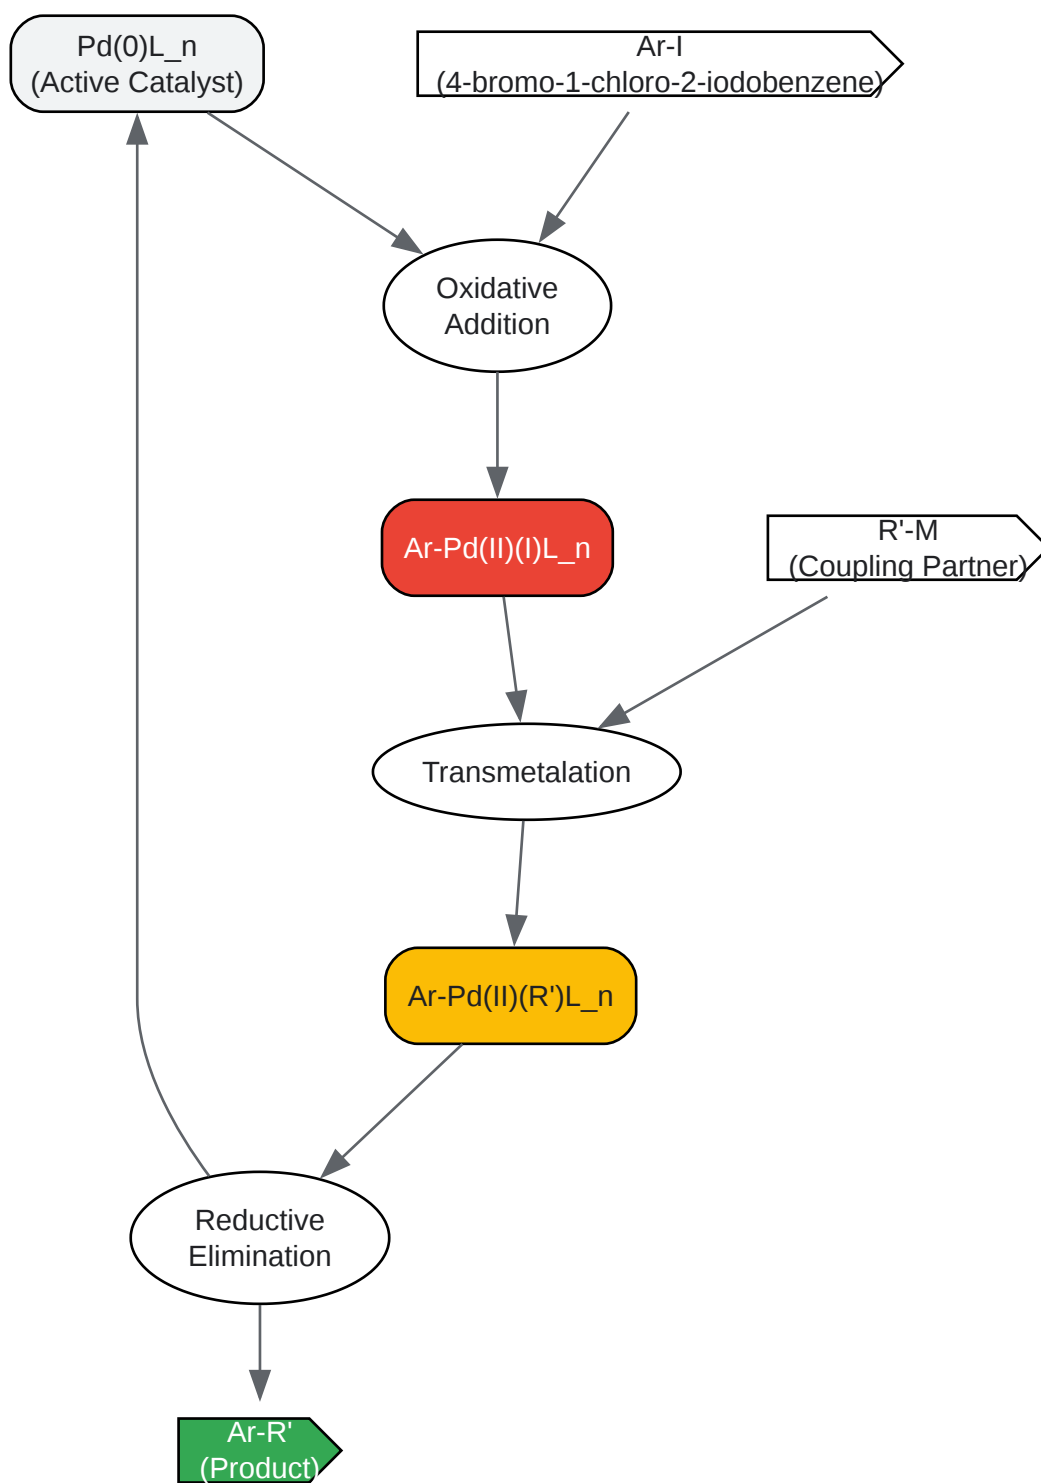 Pd(0)L_n
(Active Catalyst)
Ar-I
(4-bromo-1-chloro-2-iodobenzene)
Oxidative
Addition
Ar-Pd(II)(I)L_n
R'-M
(Coupling Partner)
Transmetalation
Ar-Pd(II)(R')L_n
Reductive
Elimination
Ar-R'
(Product)